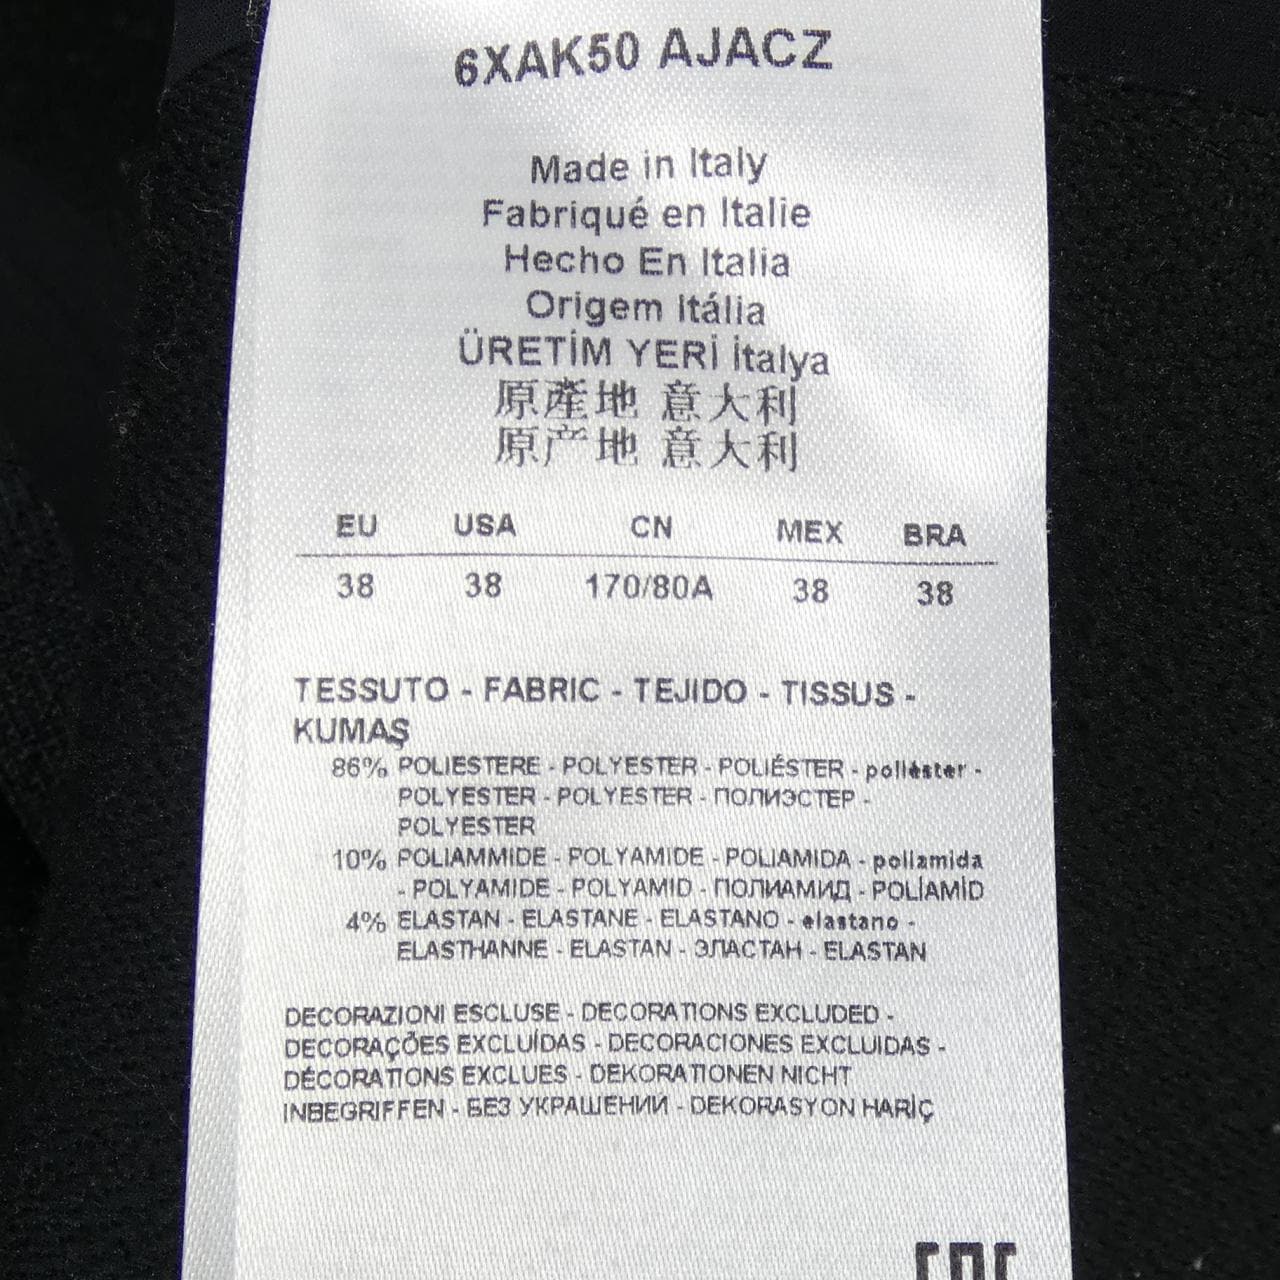 6XAK50 AJACZ
Made in Italy
Fabriqué en Italie
Hecho En Italia
Origem Itália
ÜRETİM YERİ İtalya
原產地 意大利
原产地 意大利
EU USA CN MEX BRA
38 38 170/80A 38 38
TESSUTO - FABRIC - TEJIDO - TISSUS -
KUMAŞ
86% POLIESTERE - POLYESTER - POLIÉSTER - poliéster -
POLYESTER - POLYESTER - ПОЛИЭСТЕР -
POLYESTER
10% POLIAMMIDE - POLYAMIDE - POLIAMIDA - poliamida
- POLYAMIDE - POLYAMID - ПОЛИАМИД - POLİAMİD
4% ELASTAN - ELASTANE - ELASTANO - elastano -
ELASTHANNE - ELASTAN - ЭЛАСТАН - ELASTAN
DECORAZIONI ESCLUSE - DECORATIONS EXCLUDED -
DECORAÇÕES EXCLUÍDAS - DECORACIONES EXCLUIDAS -
DÉCORATIONS EXCLUES - DEKORATIONEN NICHT
INBEGRIFFEN - БЕЗ УКРАШЕНИИ - DEKORASYON HARİÇ